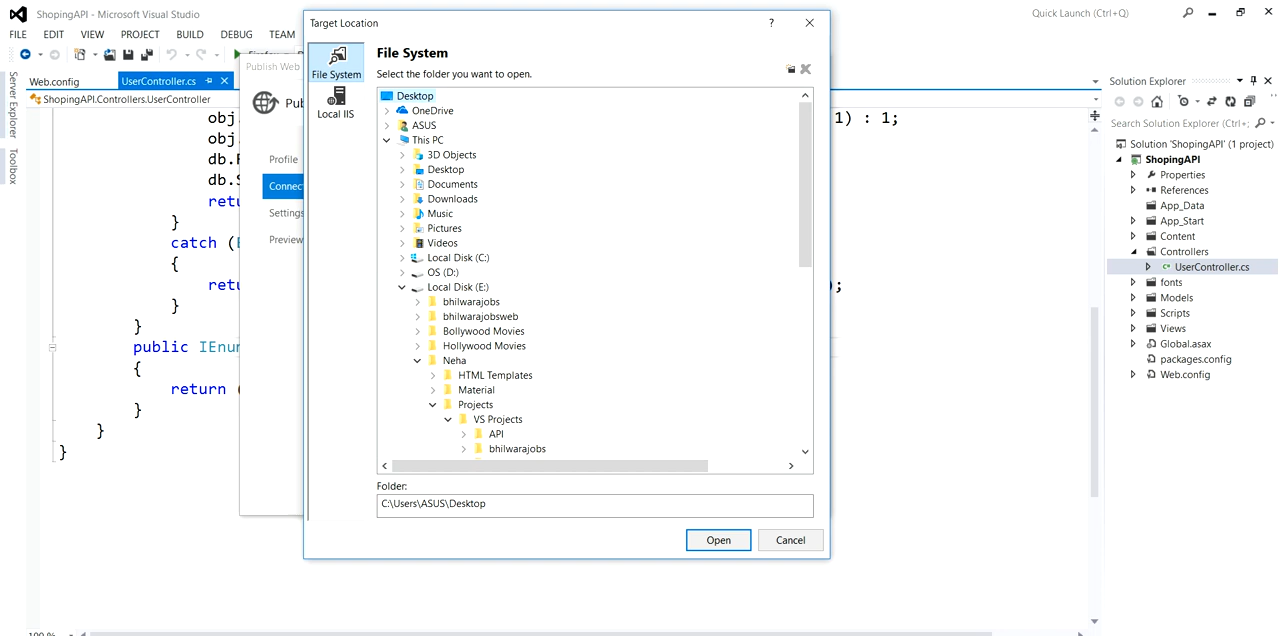 ShopingAPI - Microsoft Visual Studio
Quick Launch (Ctrl+Q)
FILE EDIT VIEW PROJECT BUILD DEBUG TEAM
Server Explorer
Toolbox
Web.config
UserController.cs
ShopingAPI.Controllers.UserController
obj.
1) : 1;
obj.
db.
db.
}
catch (
{
;
}
}
public
{
return
}
}
}
100 %
Publish Web
Profile
Settings
Preview
Target Location
?
File System
Local IIS
File System
Select the folder you want to open.
Desktop
OneDrive
ASUS
This PC
3D Objects
Desktop
Documents
Downloads
Music
Pictures
Videos
Local Disk (C:)
OS (D:)
Local Disk (E:)
bhilwarajobs
bhilwarajobsweb
Bollywood Movies
Hollywood Movies
Neha
HTML Templates
Material
Projects
VS Projects
API
bhilwarajobs
Folder:
C:\Users\ASUS\Desktop
Open
Cancel
Solution Explorer
Search Solution Explorer (Ctrl+;
Solution 'ShopingAPI' (1 project)
ShopingAPI
Properties
References
App_Data
App_Start
Content
Controllers
UserController.cs
fonts
Models
Scripts
Views
Global.asax
packages.config
Web.config